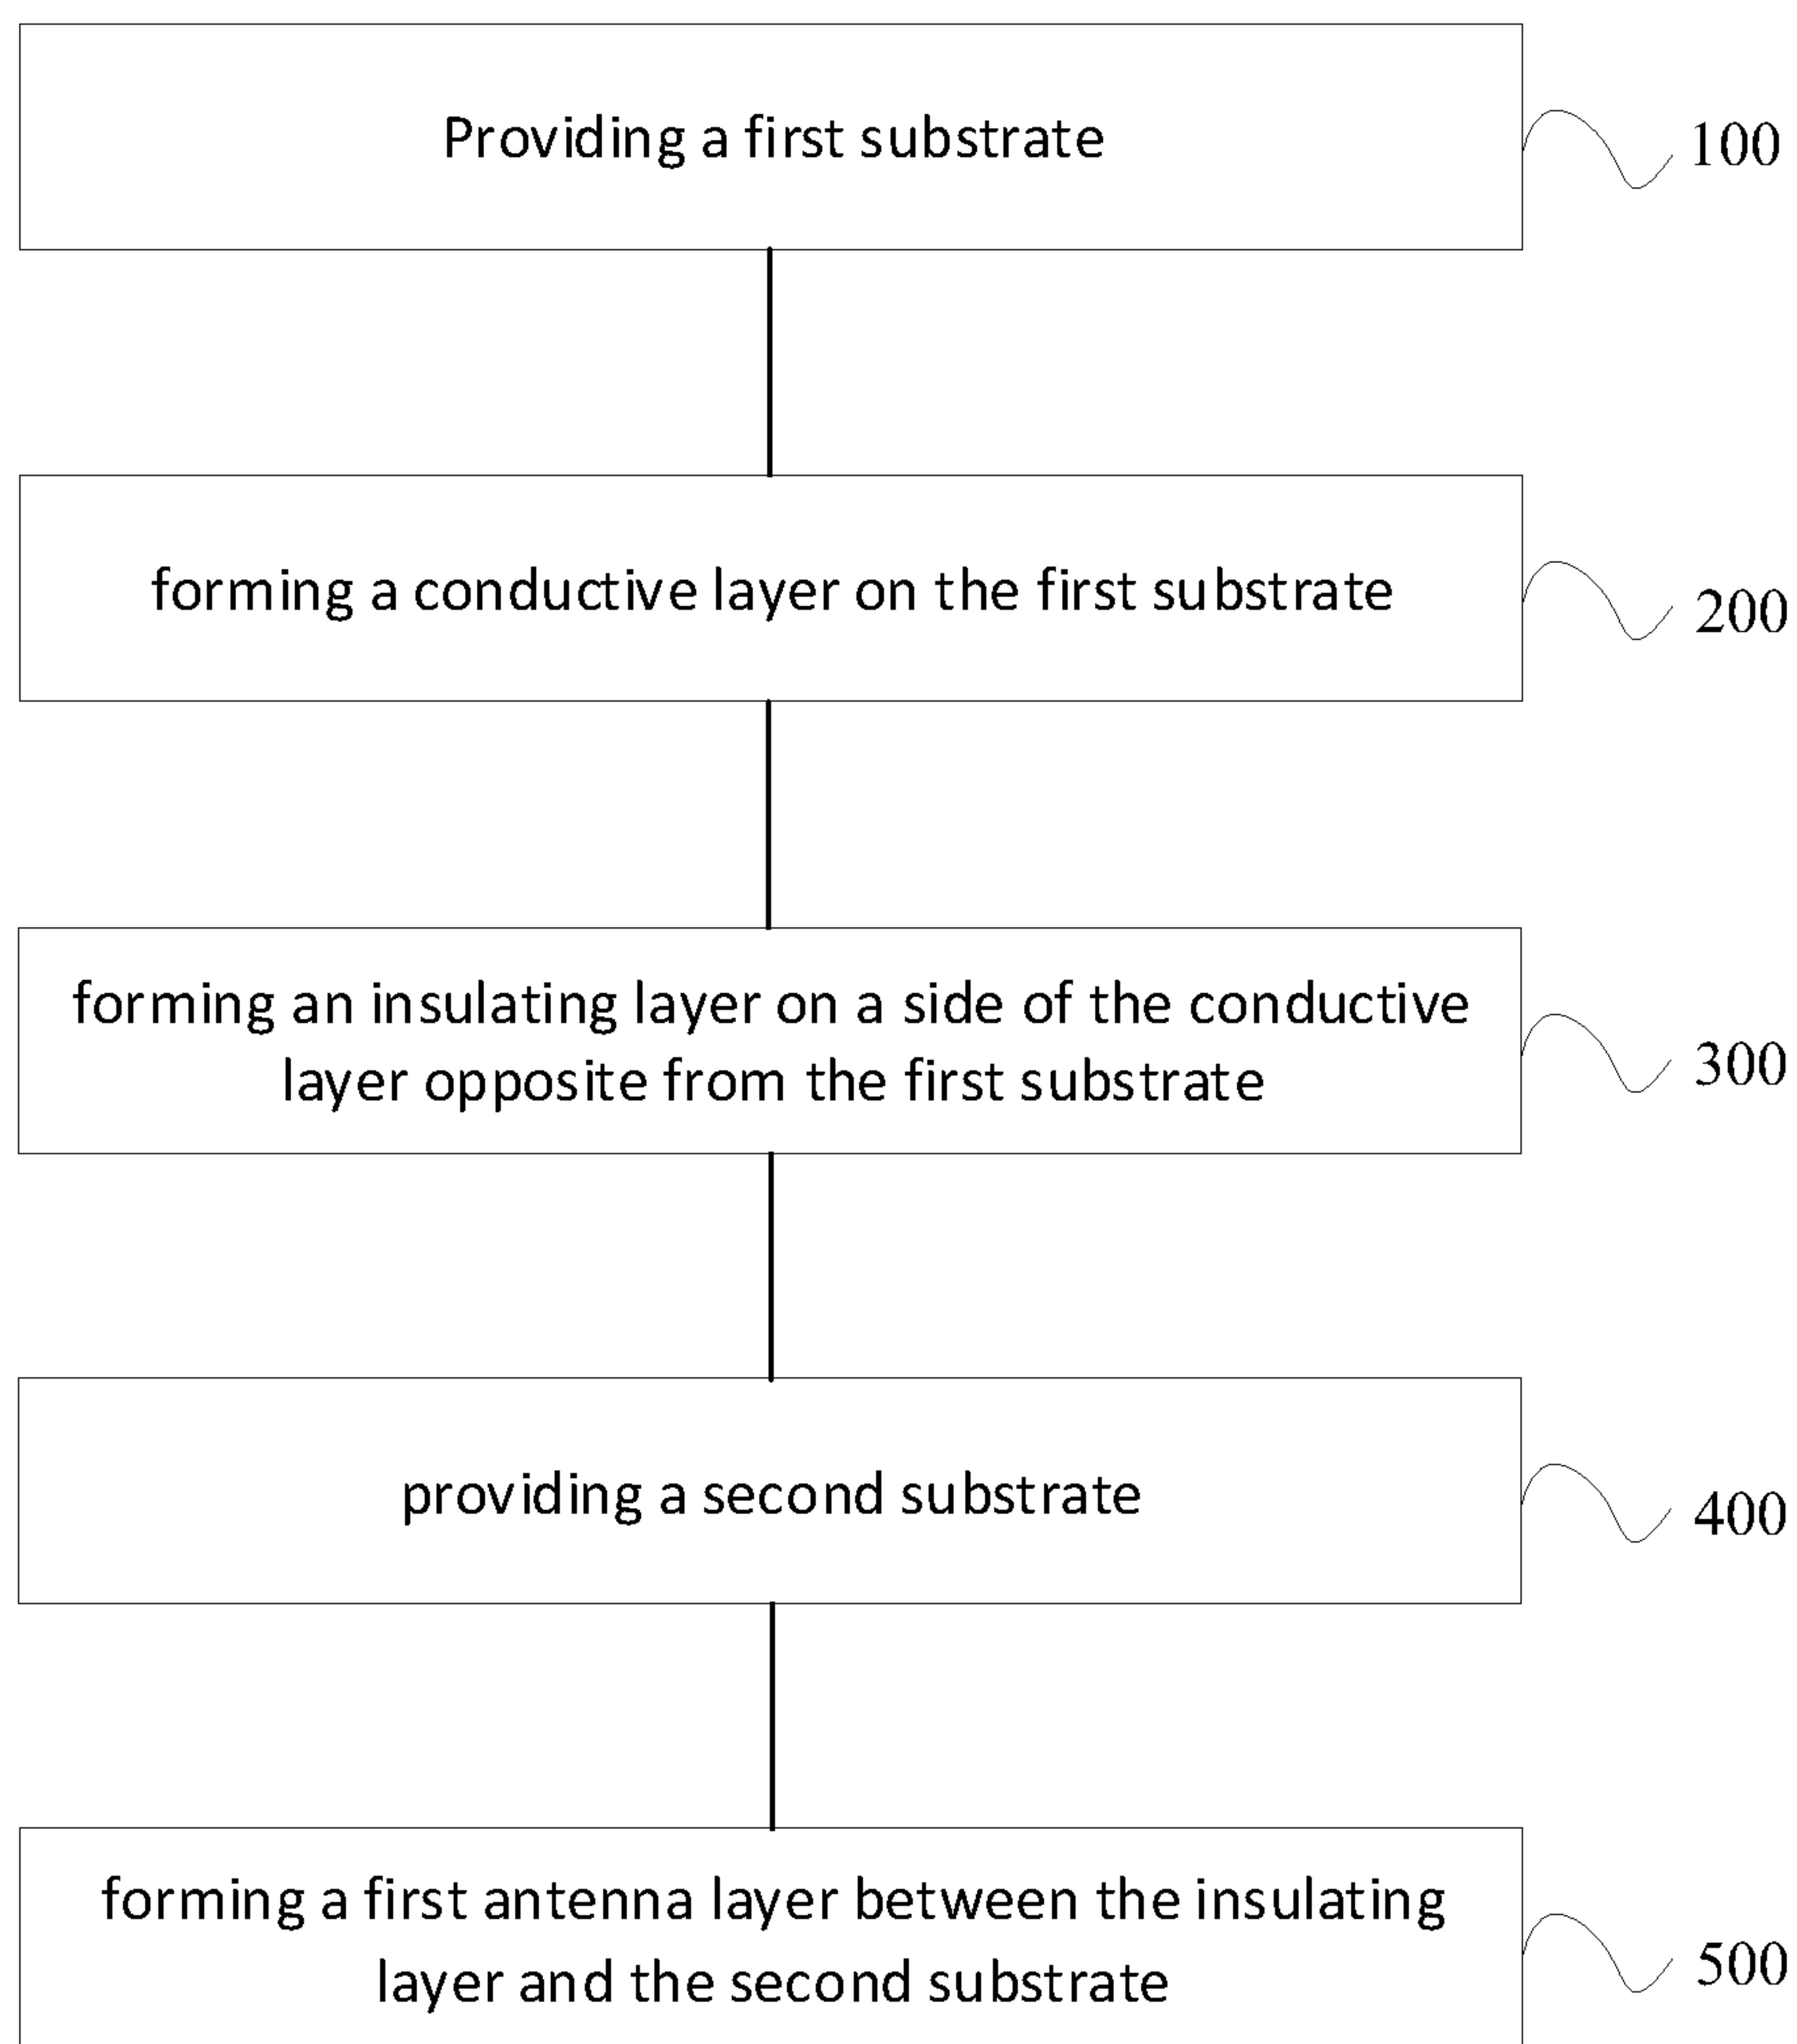 Providing a first substrate
100
forming a conductive layer on the first substrate
200
forming an insulating layer on a side of the conductive
layer opposite from the first substrate
300
providing a second substrate
400
forming a first antenna layer between the insulating
layer and the second substrate
500